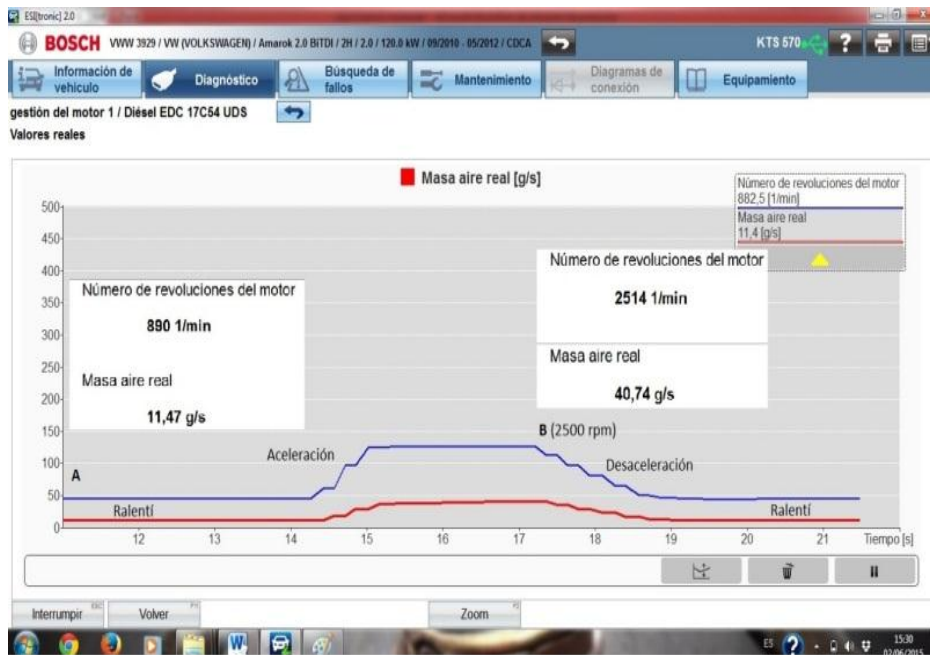 ESI[tronic] 2.0
BOSCH VWW 3929 / VW (VOLKSWAGEN) / Amarok 2.0 BiTDI / 2H / 2.0 / 120.0 kW / 09/2010 - 05/2012 / CDCA KTS 570 ?
Información de vehículo
Diagnóstico
Búsqueda de fallos
Mantenimiento
Diagramas de conexión
Equipamiento
gestión del motor 1 / Diésel EDC 17C54 UDS
Valores reales
Masa aire real [g/s]
Número de revoluciones del motor
882,5 [1/min]
Masa aire real
11,4 [g/s]
500
450
400
350
300
250
200
150
100
50
0
Número de revoluciones del motor
890 1/min
Masa aire real
11,47 g/s
Número de revoluciones del motor
2514 1/min
Masa aire real
40,74 g/s
B (2500 rpm)
Aceleración
Desaceleración
A
Ralentí
Ralentí
12 13 14 15 16 17 18 19 20 21 Tiempo [s]
Interrumpir ESC
Volver
Zoom
ES ? 15:30
02/06/2015